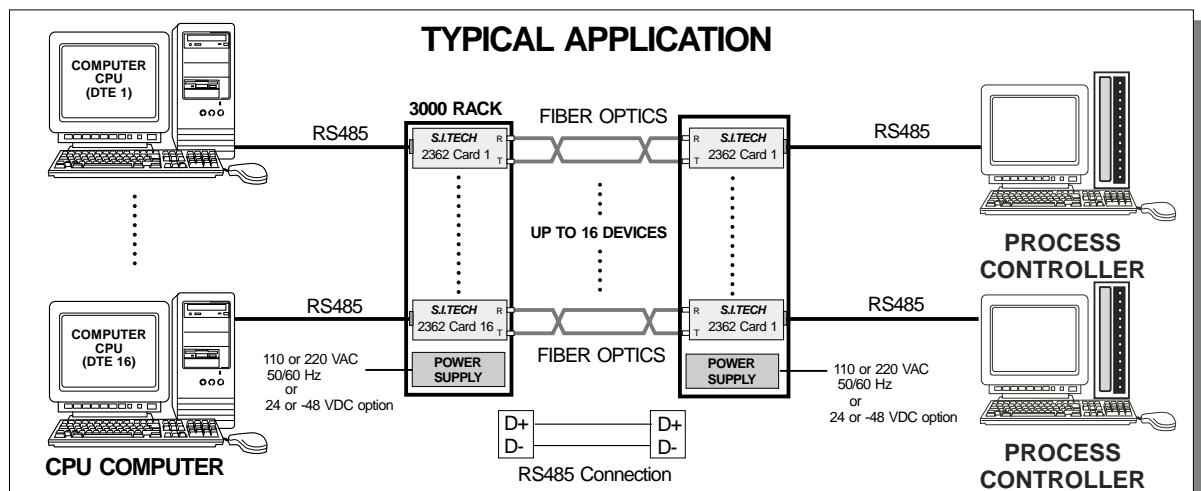 TYPICAL APPLICATION
COMPUTER
CPU
(DTE 1)
RS485
3000 RACK
S.I.TECH
2362 Card 1
R
T
FIBER OPTICS
R
T
S.I.TECH
2362 Card 1
RS485
PROCESS
CONTROLLER
UP TO 16 DEVICES
COMPUTER
CPU
(DTE 16)
CPU COMPUTER
RS485
S.I.TECH
2362 Card 16
R
T
FIBER OPTICS
R
T
S.I.TECH
2362 Card 1
RS485
PROCESS
CONTROLLER
110 or 220 VAC
50/60 Hz
or
24 or -48 VDC option
POWER
SUPPLY
POWER
SUPPLY
110 or 220 VAC
50/60 Hz
or
24 or -48 VDC option
D+
D-
D+
D-
RS485 Connection